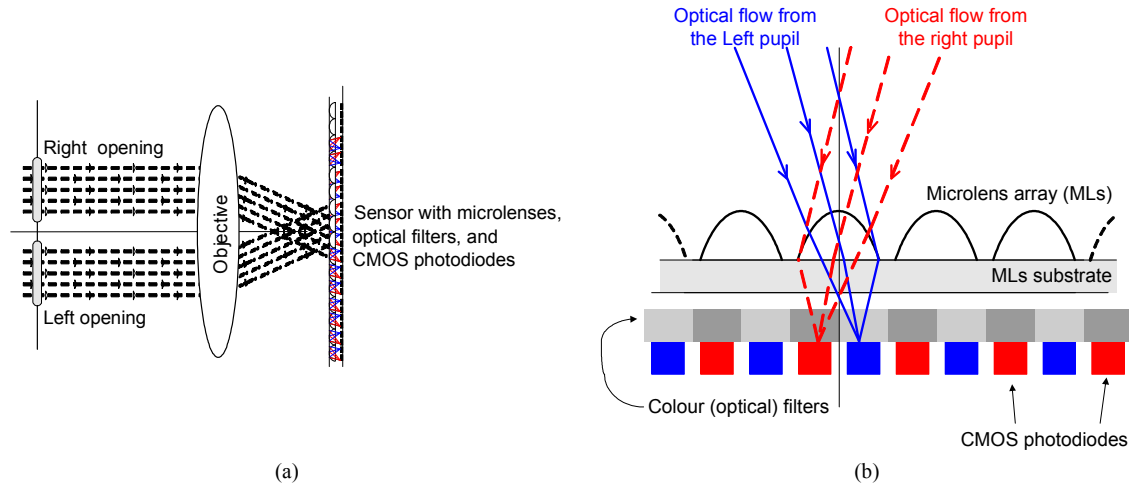 Right opening
Left opening
Objective
Sensor with microlenses,
optical filters, and
CMOS photodiodes
(a)
Optical flow from
the Left pupil
Optical flow from
the right pupil
Microlens array (MLs)
MLs substrate
Colour (optical) filters
CMOS photodiodes
(b)